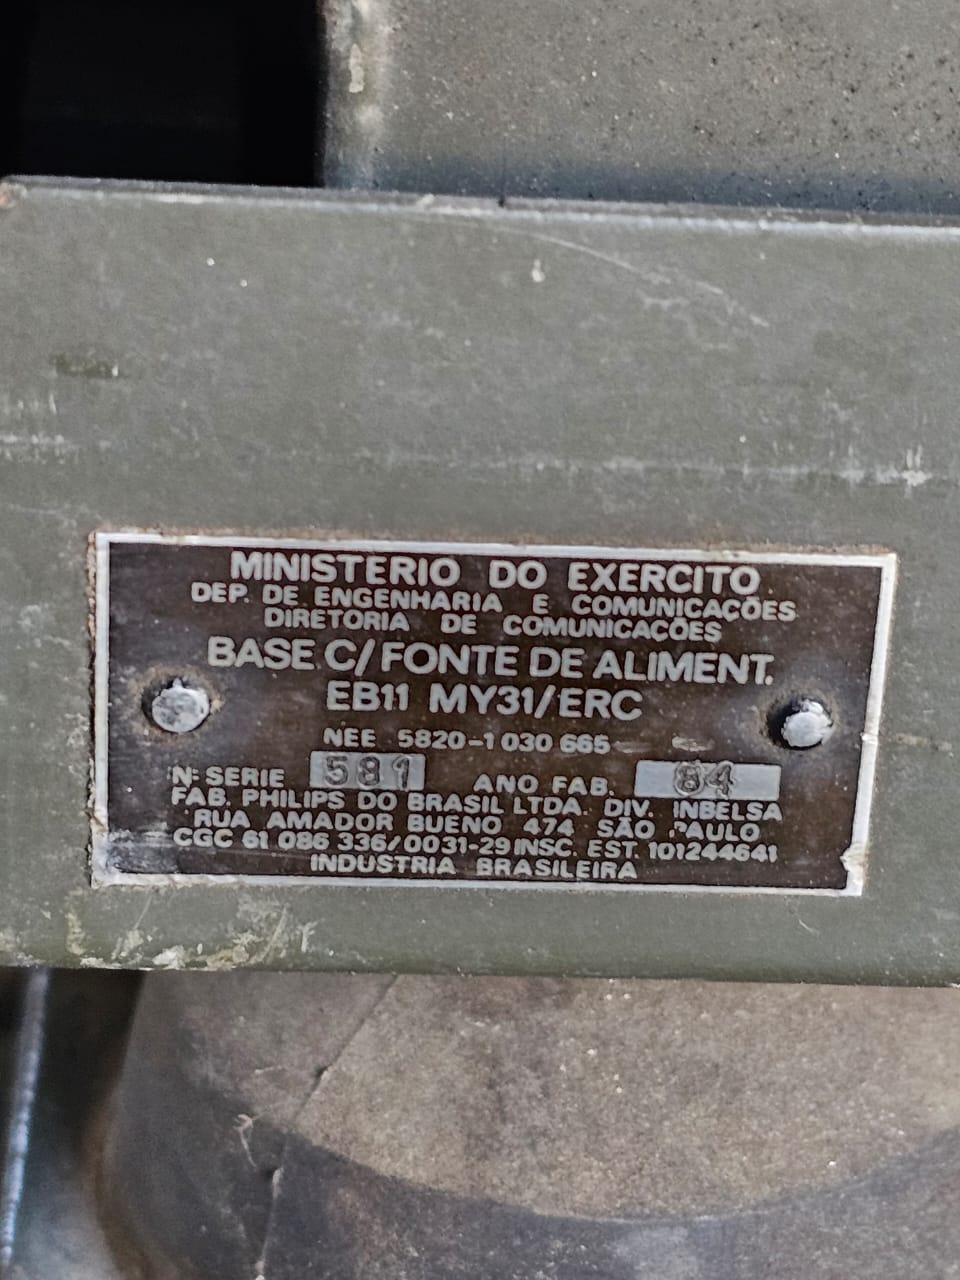 MINISTERIO DO EXERCITO
DEP. DE ENGENHARIA E COMUNICAÇÕES
DIRETORIA DE COMUNICAÇÕES
BASE C/ FONTE DE ALIMENT.
EB11 MY31/ERC
NEE 5820-1 030 665
Nº SERIE 581 ANO FAB. 84
FAB. PHILIPS DO BRASIL LTDA. DIV. INBELSA
RUA AMADOR BUENO 474 SÃO PAULO
CGC 61 086 336/0031-29 INSC. EST. 101244641
INDUSTRIA BRASILEIRA